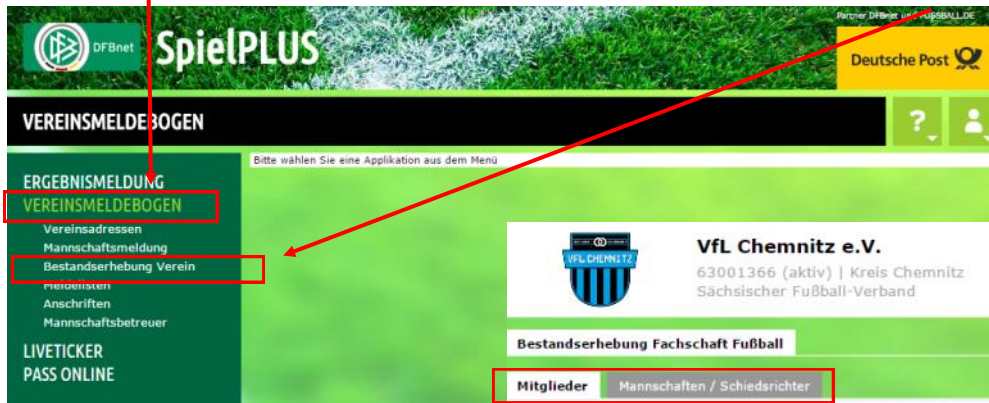 Partner DFBnet und FUSSBALL.DE
DFBnet
SpielPLUS
Deutsche Post
VEREINSMELDEBOGEN
?
Bitte wählen Sie eine Applikation aus dem Menü
ERGEBNISMELDUNG
VEREINSMELDEBOGEN
Vereinsadressen
Mannschaftsmeldung
Bestandserhebung Verein
Meldelisten
Anschriften
Mannschaftsbetreuer
LIVETICKER
PASS ONLINE
VFL CHEMNITZ
VfL Chemnitz e.V.
63001366 (aktiv) | Kreis Chemnitz
Sächsischer Fußball-Verband
Bestandserhebung Fachschaft Fußball
Mitglieder Mannschaften / Schiedsrichter